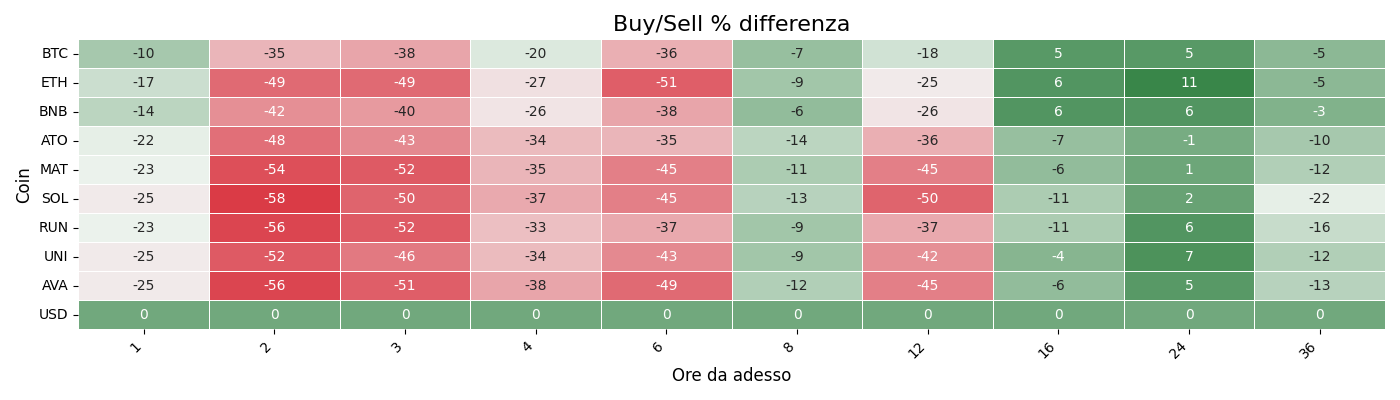 Buy/Sell % differenza
Coin
BTC -10 -35 -38 -20 -36 -7 -18 5 5 -5
ETH -17 -49 -49 -27 -51 -9 -25 6 11 -5
BNB -14 -42 -40 -26 -38 -6 -26 6 6 -3
ATO -22 -48 -43 -34 -35 -14 -36 -7 -1 -10
MAT -23 -54 -52 -35 -45 -11 -45 -6 1 -12
SOL -25 -58 -50 -37 -45 -13 -50 -11 2 -22
RUN -23 -56 -52 -33 -37 -9 -37 -11 6 -16
UNI -25 -52 -46 -34 -43 -9 -42 -4 7 -12
AVA -25 -56 -51 -38 -49 -12 -45 -6 5 -13
USD 0 0 0 0 0 0 0 0 0 0
1 2 3 4 6 8 12 16 24 36
Ore da adesso